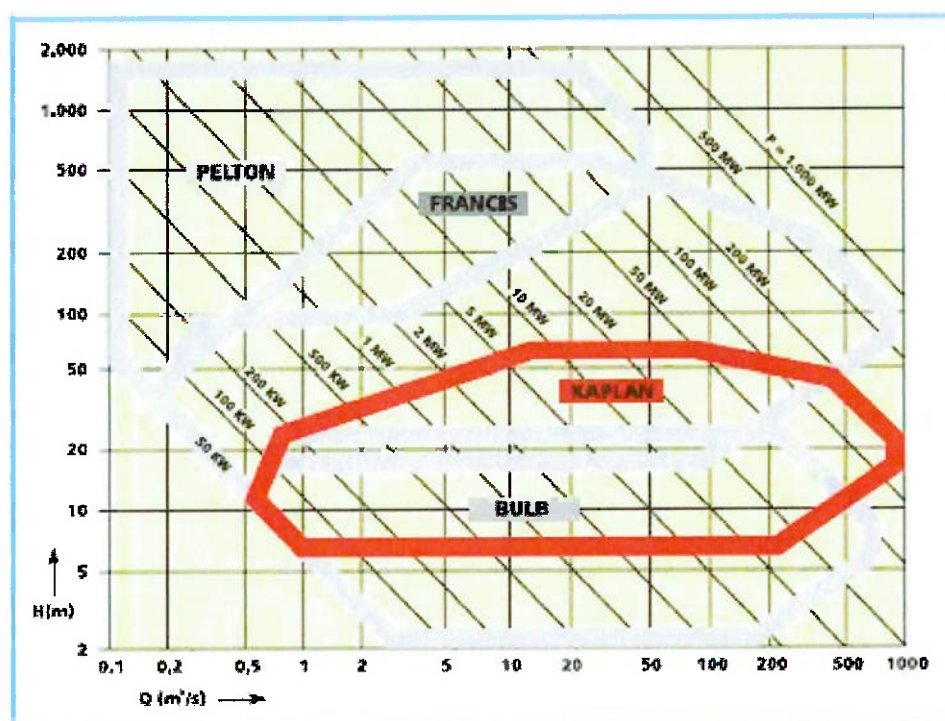 2.000
1.000
500
200
100
50
20
10
5
2
H(m)
PELTON
FRANCIS
KAPLAN
BULB
P = 1.000 MW
500 MW
200 MW
100 MW
50 MW
20 MW
10 MW
5 MW
2 MW
1 MW
500 KW
200 KW
100 KW
50 KW
0.1 0,2 0,5 1 2 5 10 20 50 100 200 500 1000
Q (m³/s)